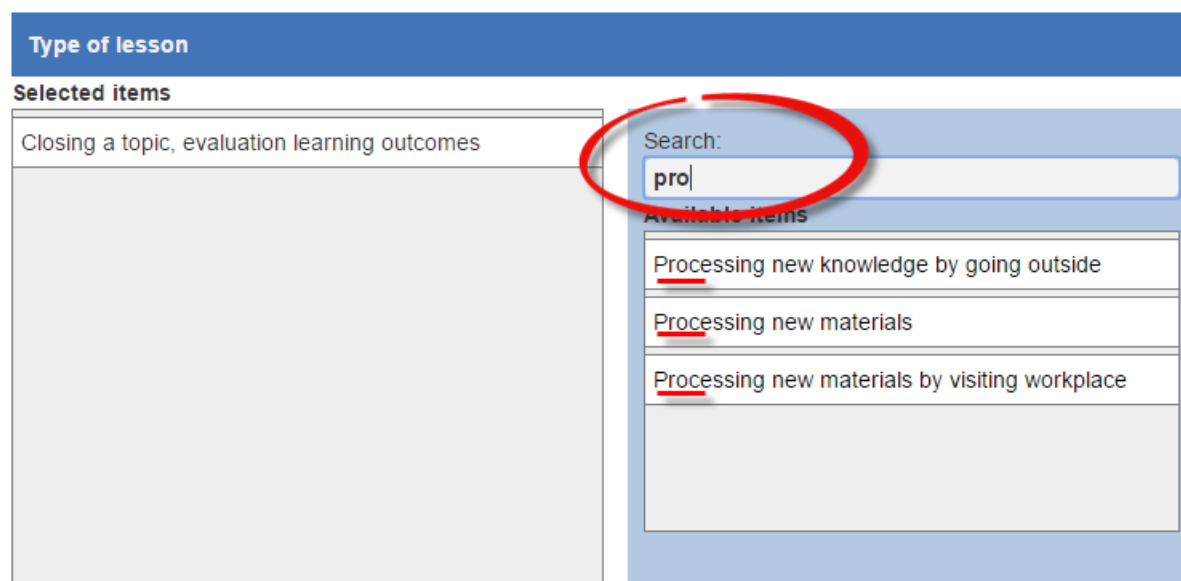 Type of lesson
Selected items
Closing a topic, evaluation learning outcomes
Search:
pro
Available items
Processing new knowledge by going outside
Processing new materials
Processing new materials by visiting workplace